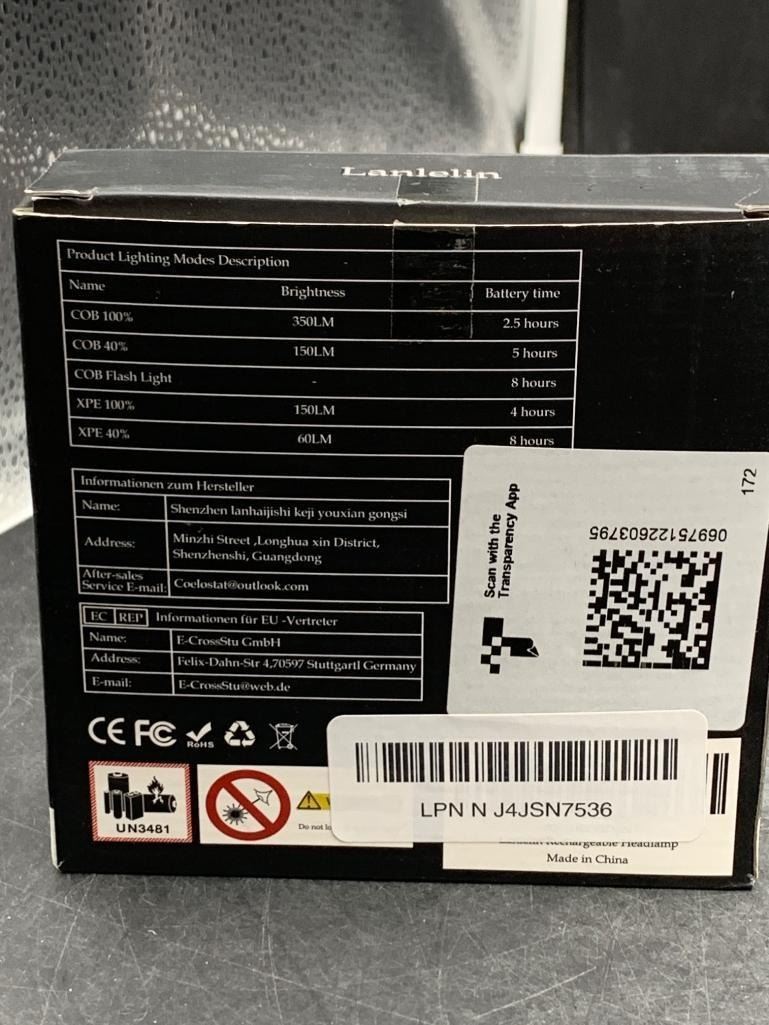 Lanlelin
Product Lighting Modes Description
Name Brightness Battery time
COB 100% 350LM 2.5 hours
COB 40% 150LM 5 hours
COB Flash Light - 8 hours
XPE 100% 150LM 4 hours
XPE 40% 60LM 8 hours
Informationen zum Hersteller
Name: Shenzhen lanhaijishi keji youxian gongsi
Address: Minzhi Street ,Longhua xin District,
Shenzhenshi, Guangdong
After-sales
Service E-mail: Coelostat@outlook.com
EC REP Informationen für EU -Vertreter
Name: E-CrossStu GmbH
Address: Felix-Dahn-Str 4,70597 Stuttgartl Germany
E-mail: E-CrossStu@web.de
CE FC RoHS
UN3481
Do not
Scan with the
Transparency App
06975122603795
172
LPN N J4JSN7536
Rechargeable Headlamp
Made in China